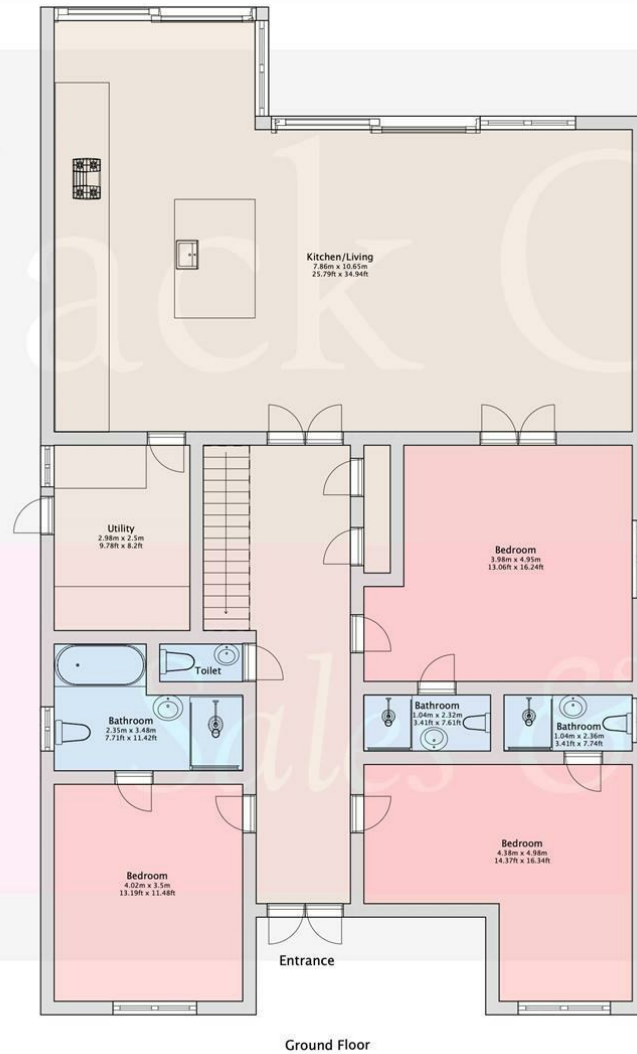 ack C
Kitchen/Living
7.86m x 10.65m
25.79ft x 34.94ft
Utility
2.98m x 2.5m
9.78ft x 8.2ft
Bedroom
3.98m x 4.95m
13.06ft x 16.24ft
Toilet
Sales &
Bathroom
2.35m x 3.48m
7.71ft x 11.42ft
Bathroom
1.04m x 2.32m
3.41ft x 7.61ft
Bathroom
1.04m x 2.36m
3.41ft x 7.74ft
Bedroom
4.02m x 3.5m
13.19ft x 11.48ft
Bedroom
4.38m x 4.98m
14.37ft x 16.34ft
Entrance
Ground Floor